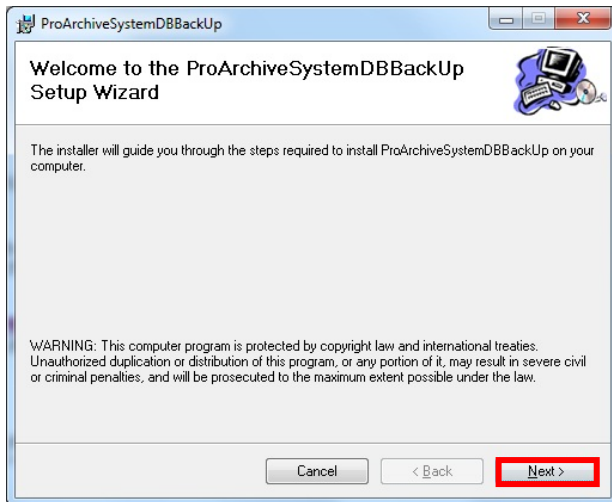 ProArchiveSystemDBBackUp
Welcome to the ProArchiveSystemDBBackUp
Setup Wizard
The installer will guide you through the steps required to install ProArchiveSystemDBBackUp on your
computer.
WARNING: This computer program is protected by copyright law and international treaties.
Unauthorized duplication or distribution of this program, or any portion of it, may result in severe civil
or criminal penalties, and will be prosecuted to the maximum extent possible under the law.
Cancel
< Back
Next >